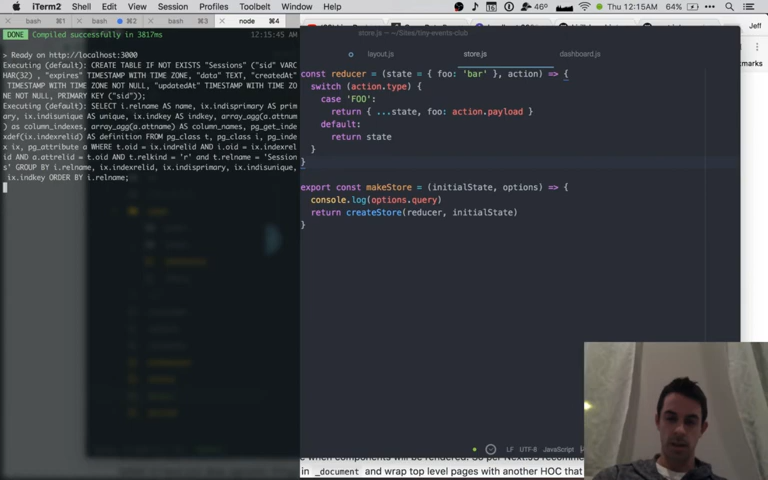 iTerm2 Shell Edit View Session Profiles Toolbelt Window Help 46° Thu 12:15AM 64%
bash ⌘1 bash ⌘2 bash ⌘3 node ⌘4
DONE Compiled successfully in 3817ms 12:15:45 AM
> Ready on http://localhost:3000
Executing (default): CREATE TABLE IF NOT EXISTS "Sessions" ("sid" VARC
HAR(32) , "expires" TIMESTAMP WITH TIME ZONE, "data" TEXT, "createdAt"
TIMESTAMP WITH TIME ZONE NOT NULL, "updatedAt" TIMESTAMP WITH TIME ZO
NE NOT NULL, PRIMARY KEY ("sid"));
Executing (default): SELECT i.relname AS name, ix.indisprimary AS prim
ary, ix.indisunique AS unique, ix.indkey AS indkey, array_agg(a.attnum
) as column_indexes, array_agg(a.attname) AS column_names, pg_get_inde
xdef(ix.indexrelid) AS definition FROM pg_class t, pg_class i, pg_inde
x ix, pg_attribute a WHERE t.oid = ix.indrelid AND i.oid = ix.indexrel
id AND a.attrelid = t.oid AND t.relkind = 'r' and t.relname = 'Session
s' GROUP BY i.relname, ix.indexrelid, ix.indisprimary, ix.indisunique,
ix.indkey ORDER BY i.relname;
store.js — ~/Sites/tiny-events-club
layout.js store.js dashboard.js
const reducer = (state = { foo: 'bar' }, action) => {
switch (action.type) {
case 'FOO':
return { ...state, foo: action.payload }
default:
return state
}
}
export const makeStore = (initialState, options) => {
console.log(options.query)
return createStore(reducer, initialState)
}
LF UTF-8 JavaScript
Jeff
in _document and wrap top level pages with another HOC that